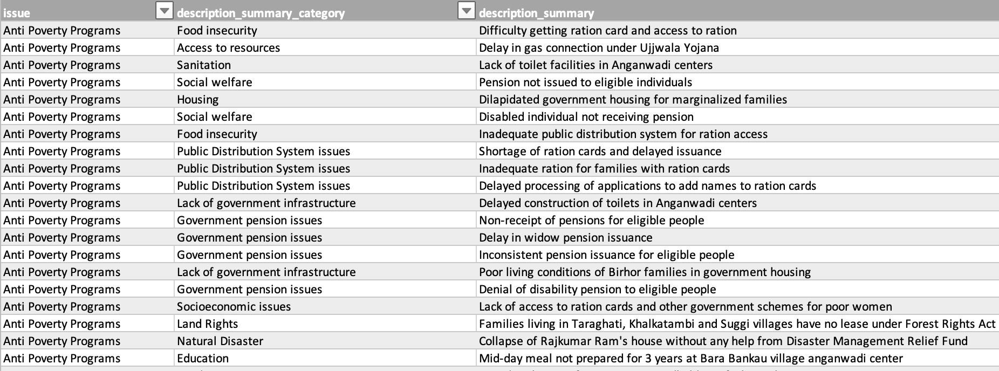 issue description_summary_category description_summary
Anti Poverty Programs Food insecurity Difficulty getting ration card and access to ration
Anti Poverty Programs Access to resources Delay in gas connection under Ujjwala Yojana
Anti Poverty Programs Sanitation Lack of toilet facilities in Anganwadi centers
Anti Poverty Programs Social welfare Pension not issued to eligible individuals
Anti Poverty Programs Housing Dilapidated government housing for marginalized families
Anti Poverty Programs Social welfare Disabled individual not receiving pension
Anti Poverty Programs Food insecurity Inadequate public distribution system for ration access
Anti Poverty Programs Public Distribution System issues Shortage of ration cards and delayed issuance
Anti Poverty Programs Public Distribution System issues Inadequate ration for families with ration cards
Anti Poverty Programs Public Distribution System issues Delayed processing of applications to add names to ration cards
Anti Poverty Programs Lack of government infrastructure Delayed construction of toilets in Anganwadi centers
Anti Poverty Programs Government pension issues Non-receipt of pensions for eligible people
Anti Poverty Programs Government pension issues Delay in widow pension issuance
Anti Poverty Programs Government pension issues Inconsistent pension issuance for eligible people
Anti Poverty Programs Lack of government infrastructure Poor living conditions of Birhor families in government housing
Anti Poverty Programs Government pension issues Denial of disability pension to eligible people
Anti Poverty Programs Socioeconomic issues Lack of access to ration cards and other government schemes for poor women
Anti Poverty Programs Land Rights Families living in Taraghati, Khalkatambi and Suggi villages have no lease under Forest Rights Act
Anti Poverty Programs Natural Disaster Collapse of Rajkumar Ram's house without any help from Disaster Management Relief Fund
Anti Poverty Programs Education Mid-day meal not prepared for 3 years at Bara Bankau village anganwadi center